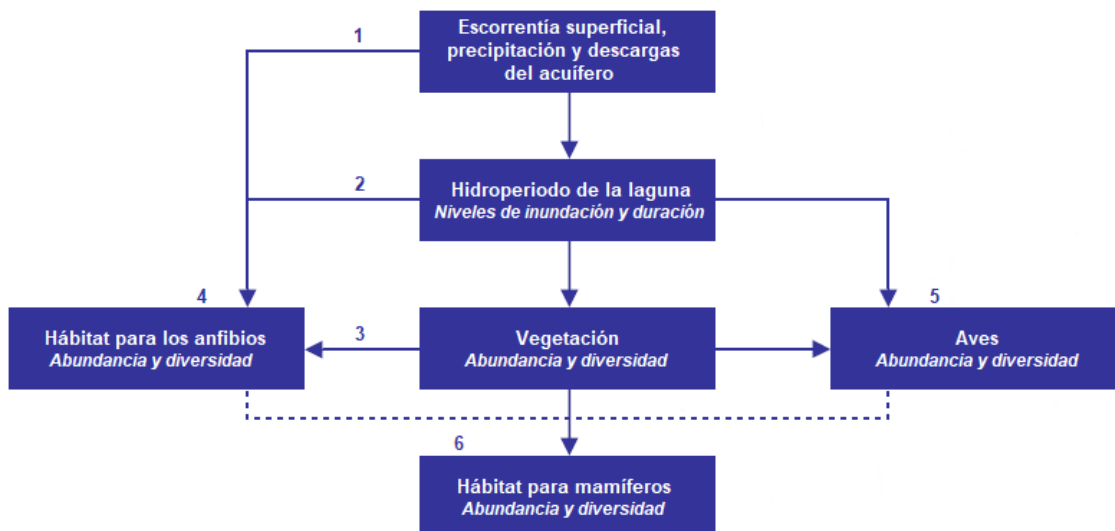 1
Escorrentía superficial,
precipitación y descargas
del acuífero
2
Hidroperiodo de la laguna
Niveles de inundación y duración
4
Hábitat para los anfibios
Abundancia y diversidad
3
Vegetación
Abundancia y diversidad
5
Aves
Abundancia y diversidad
6
Hábitat para mamíferos
Abundancia y diversidad